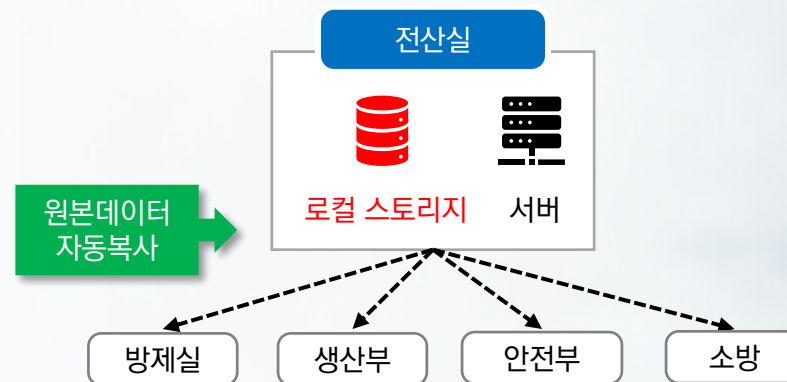 전산실
로컬 스토리지
서버
원본데이터
자동복사
방제실
생산부
안전부
소방